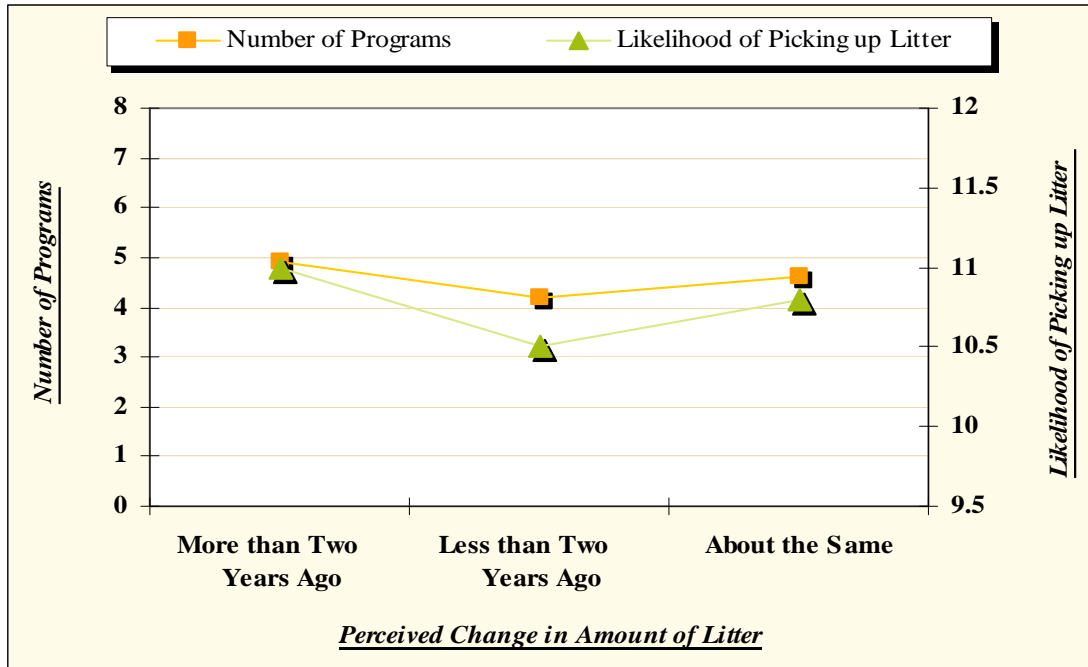 Number of Programs
Likelihood of Picking up Litter
8
7
6
5
4
3
2
1
0
Number of Programs
12
11.5
11
10.5
10
9.5
Likelihood of Picking up Litter
More than Two
Years Ago
Less than Two
Years Ago
About the Same
Perceived Change in Amount of Litter